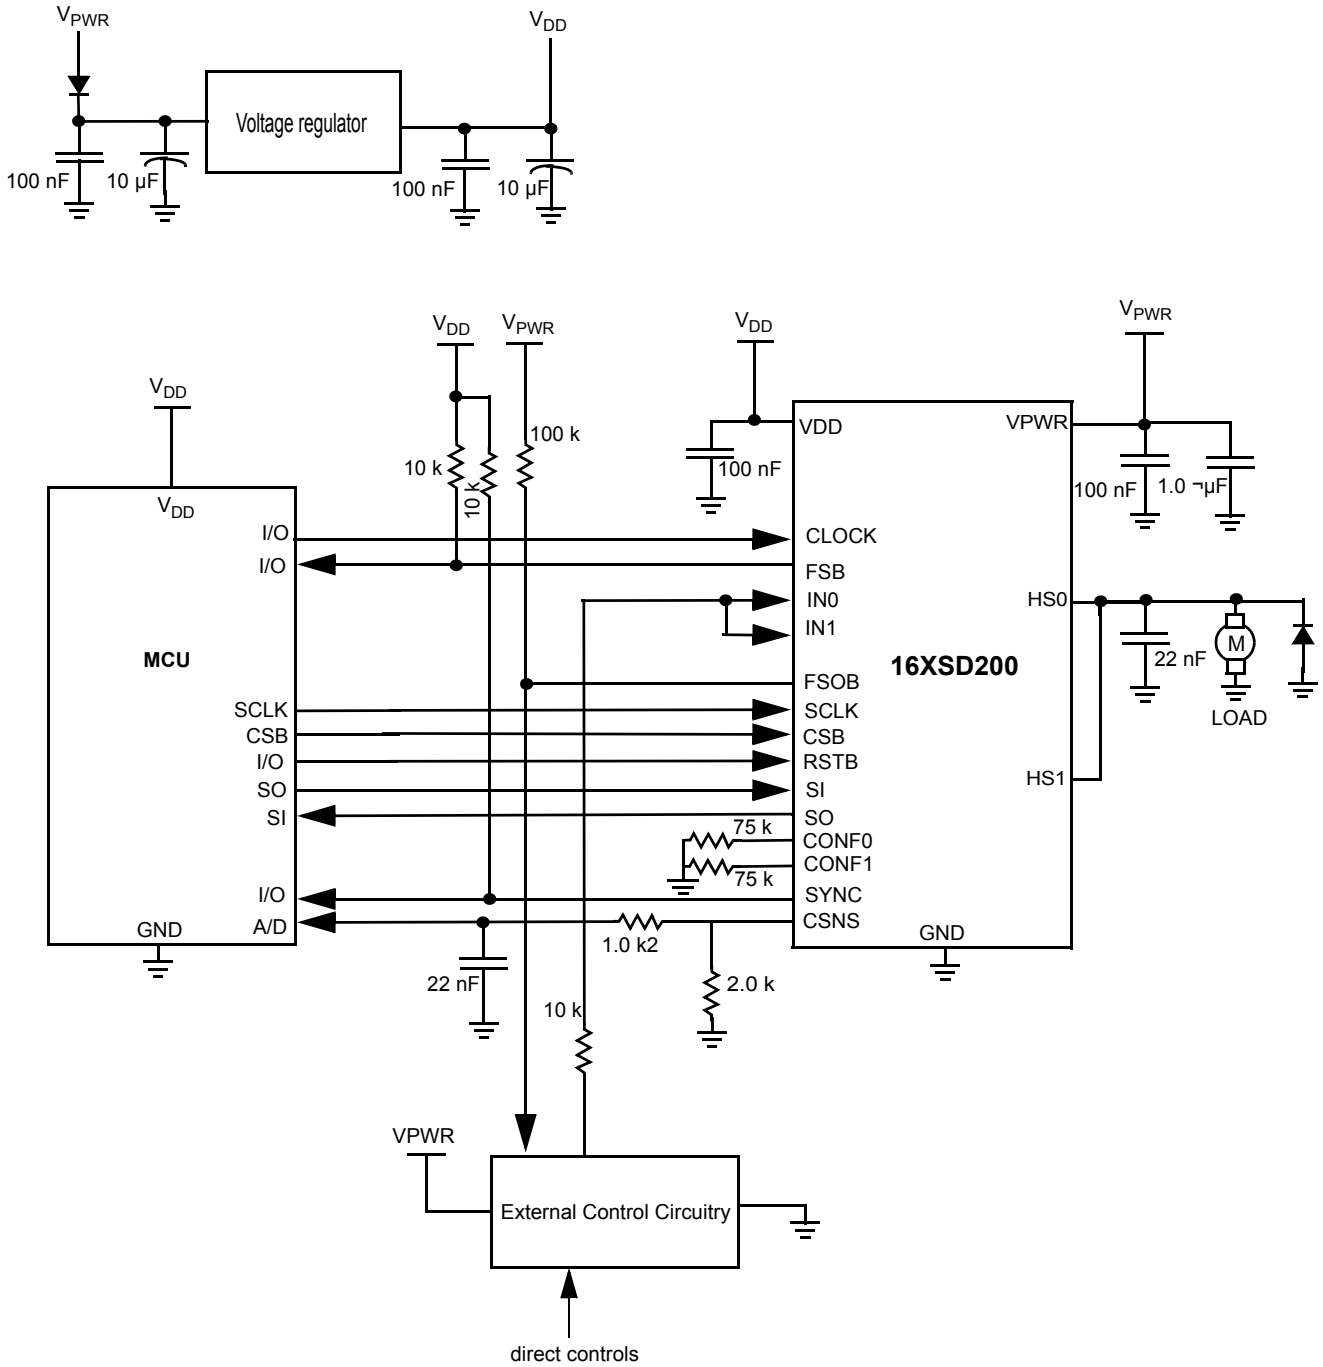 VPWR
VDD
Voltage regulator
100 nF
10 µF
100 nF
10 µF
VDD
VPWR
VDD
VPWR
VDD
VDD
MCU
I/O
I/O
SCLK
CSB
I/O
SO
SI
I/O
A/D
GND
10 k
10 k
100 k
100 nF
VDD
VPWR
100 nF
1.0 ¬µF
CLOCK
FSB
IN0
IN1
FSOB
SCLK
CSB
RSTB
SI
SO
CONF0
CONF1
SYNC
CSNS
GND
16XSD200
HS0
HS1
22 nF
M
LOAD
75 k
75 k
1.0 k2
22 nF
2.0 k
10 k
VPWR
External Control Circuitry
direct controls